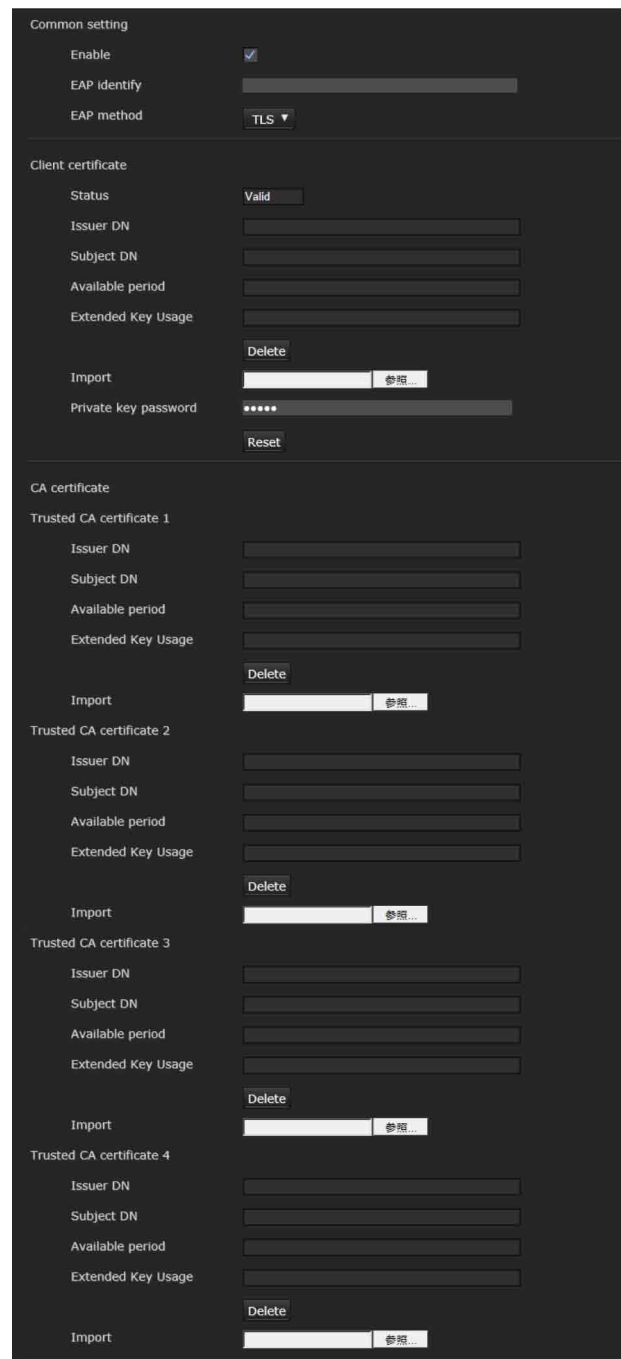 Common setting
Enable
EAP identify
EAP method TLS ▼
Client certificate
Status Valid
Issuer DN
Subject DN
Available period
Extended Key Usage
Delete
Import 参照...
Private key password •••••
Reset
CA certificate
Trusted CA certificate 1
Issuer DN
Subject DN
Available period
Extended Key Usage
Delete
Import 参照...
Trusted CA certificate 2
Issuer DN
Subject DN
Available period
Extended Key Usage
Delete
Import 参照...
Trusted CA certificate 3
Issuer DN
Subject DN
Available period
Extended Key Usage
Delete
Import 参照...
Trusted CA certificate 4
Issuer DN
Subject DN
Available period
Extended Key Usage
Delete
Import 参照...